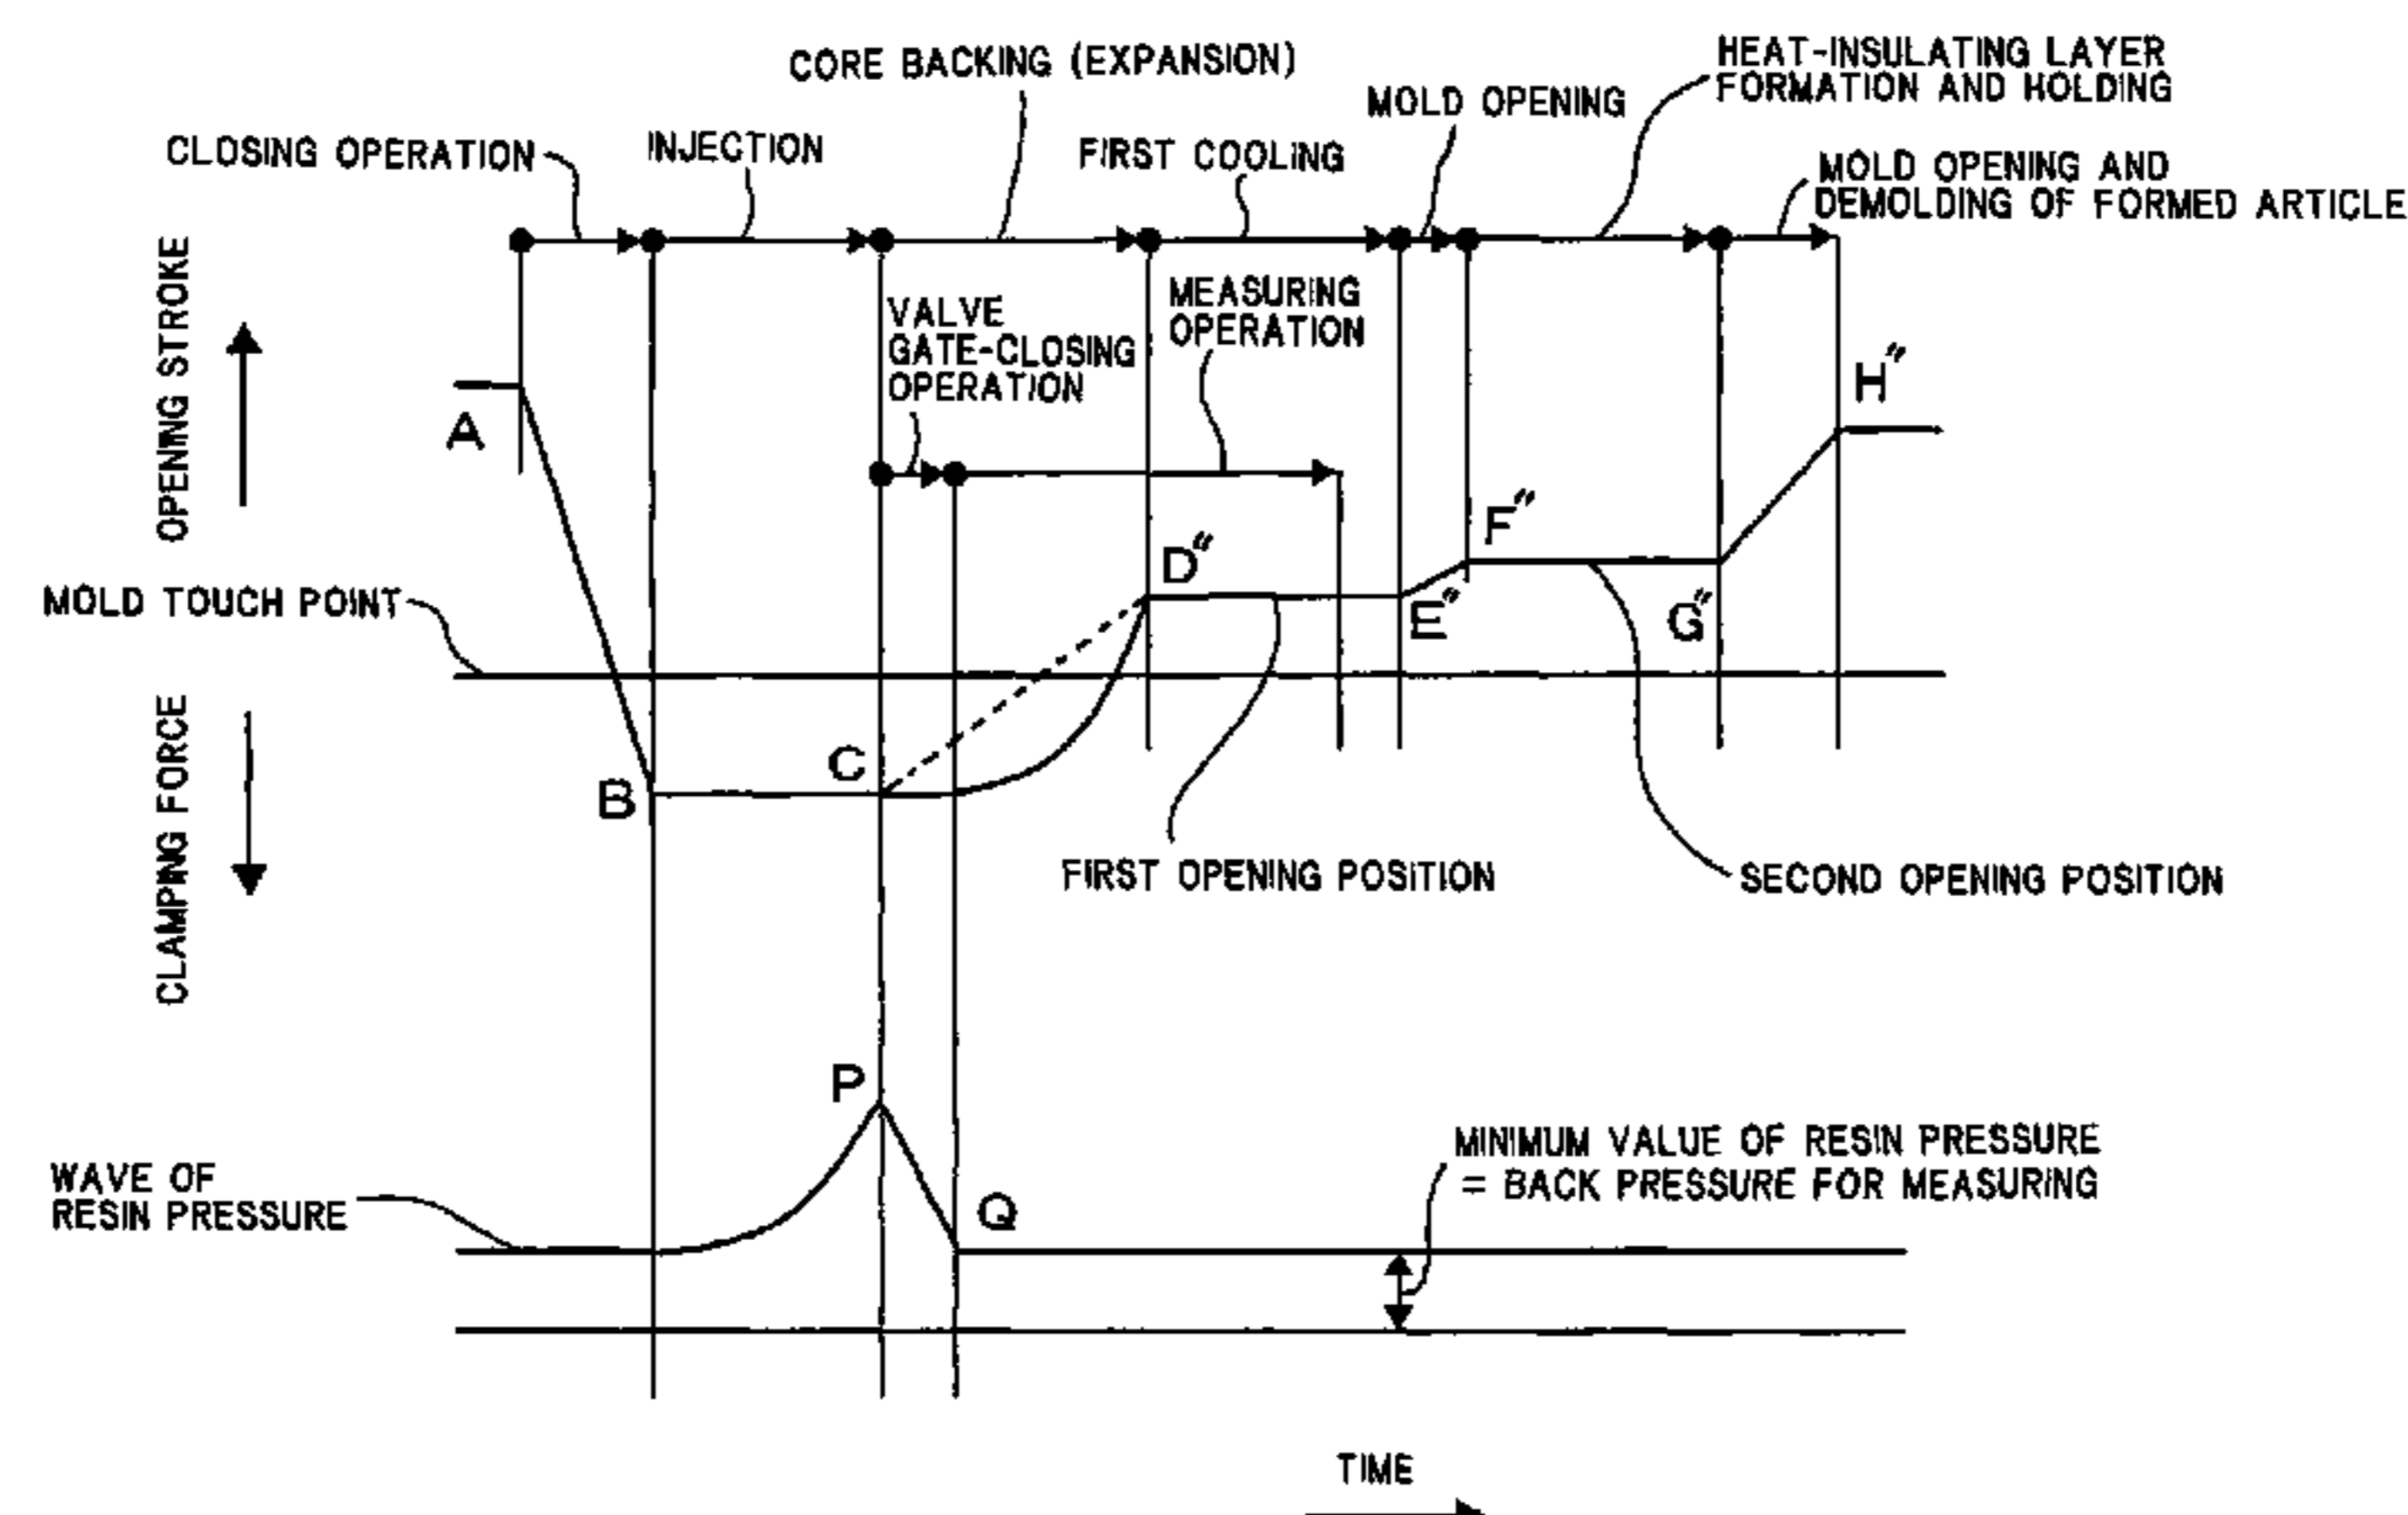 CORE BACKING (EXPANSION)
HEAT-INSULATING LAYER
FORMATION AND HOLDING
MOLD OPENING
CLOSING OPERATION
INJECTION
FIRST COOLING
MOLD OPENING AND
DEMOLDING OF FORMED ARTICLE
OPENING STROKE
VALVE
GATE-CLOSING
OPERATION
MEASURING
OPERATION
A
H"
F"
D"
E"
G"
MOLD TOUCH POINT
CLAMPING FORCE
B
C
FIRST OPENING POSITION
SECOND OPENING POSITION
P
Q
WAVE OF
RESIN PRESSURE
MINIMUM VALUE OF RESIN PRESSURE
= BACK PRESSURE FOR MEASURING
TIME